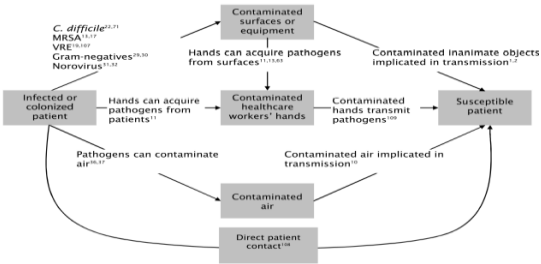 C. difficile22,71
MRSA13,17
VRE19,107
Gram-negatives29,30
Norovirus31,32
Contaminated
surfaces or
equipment
Hands can acquire pathogens
from surfaces11,13,63
Contaminated inanimate objects
implicated in transmission1,2
Infected or
colonized
patient
Hands can acquire
pathogens from
patients11
Contaminated
healthcare
workers' hands
Contaminated
hands transmit
pathogens109
Susceptible
patient
Pathogens can contaminate
air36,37
Contaminated air implicated in
transmission10
Contaminated
air
Direct patient
contact108